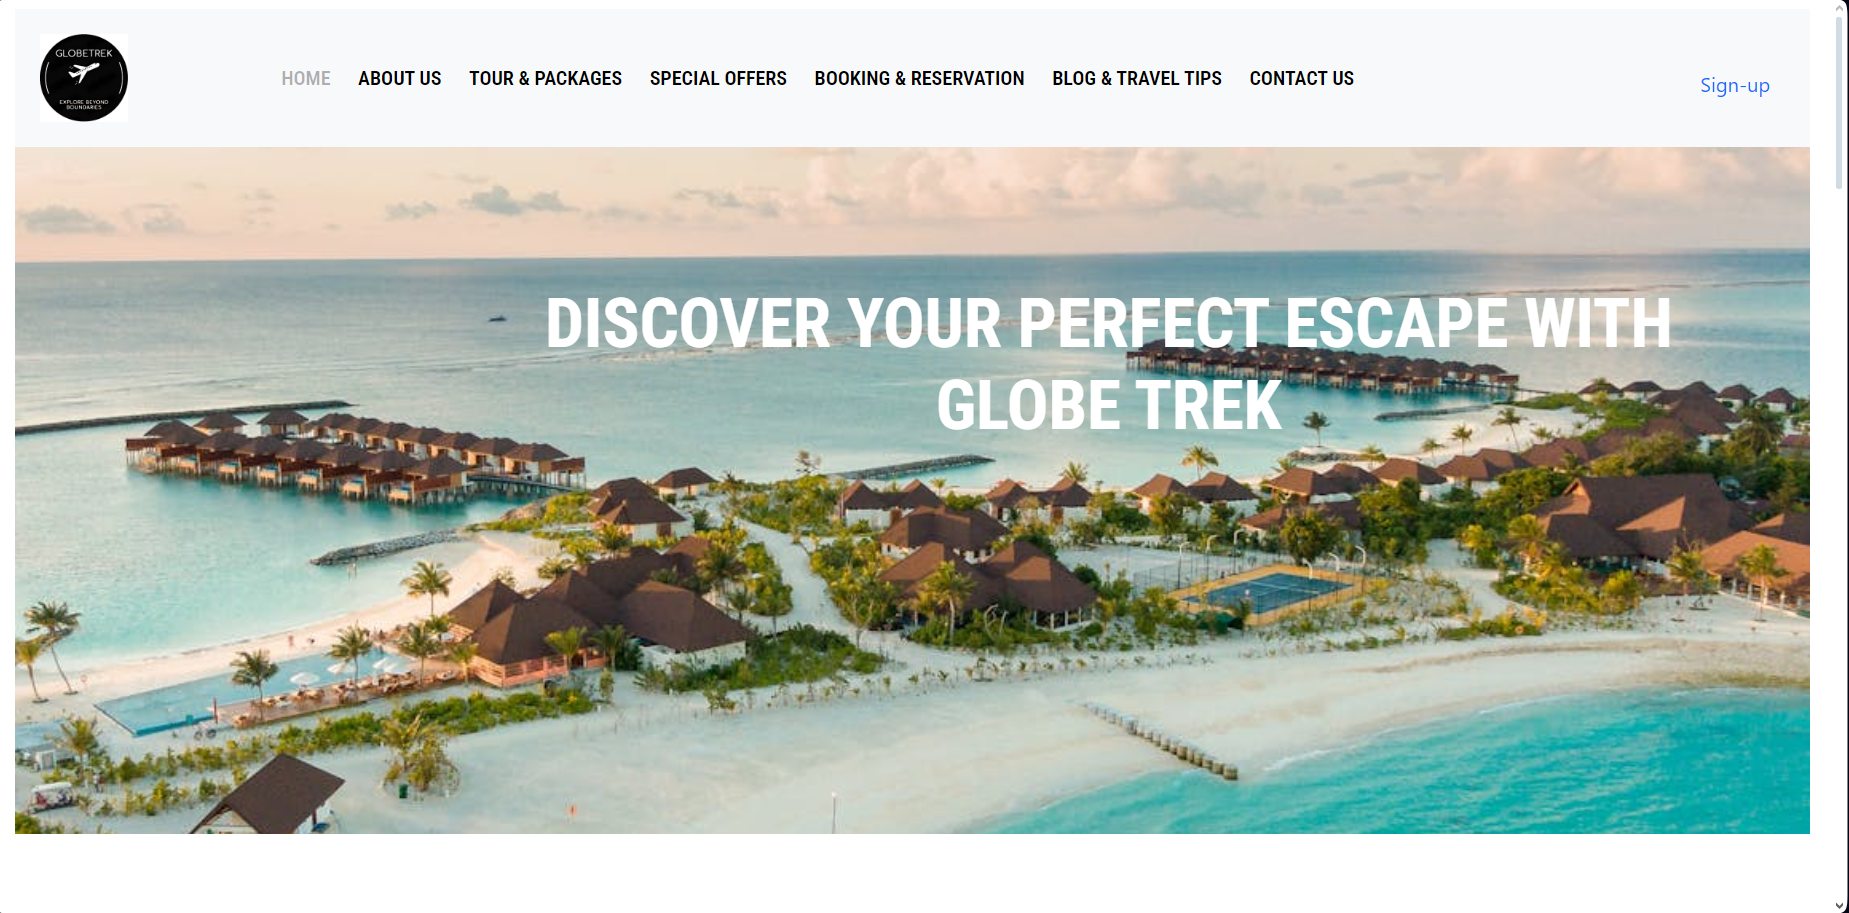 GLOBETREK
EXPLORE BEYOND
BOUNDARIES
HOME ABOUT US TOUR & PACKAGES SPECIAL OFFERS BOOKING & RESERVATION BLOG & TRAVEL TIPS CONTACT US
Sign-up
DISCOVER YOUR PERFECT ESCAPE WITH
GLOBE TREK